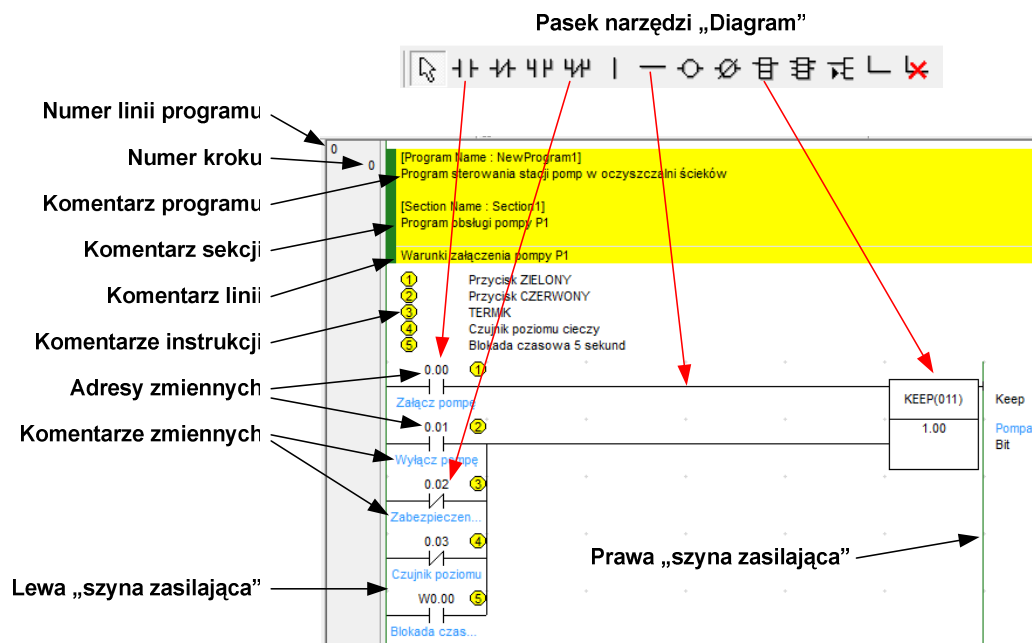 Pasek narzędzi „Diagram”
Numer linii programu
Numer kroku
Komentarz programu
Komentarz sekcji
Komentarz linii
Komentarze instrukcji
Adresy zmiennych
Komentarze zmiennych
Lewa „szyna zasilająca”
0
0
[Program Name : NewProgram1]
Program sterowania stacji pomp w oczyszczalni ścieków
[Section Name : Section1]
Program obsługi pompy P1
Warunki załączenia pompy P1
1 Przycisk ZIELONY
2 Przycisk CZERWONY
3 TERMIK
4 Czujnik poziomu cieczy
5 Blokada czasowa 5 sekund
0.00 1
Załącz pompę
0.01 2
Wyłącz pompę
0.02 3
Zabezpieczen...
0.03 4
Czujnik poziomu
W0.00 5
Blokada czas...
KEEP(011) Keep
1.00 Pompa
Bit
Prawa „szyna zasilająca”